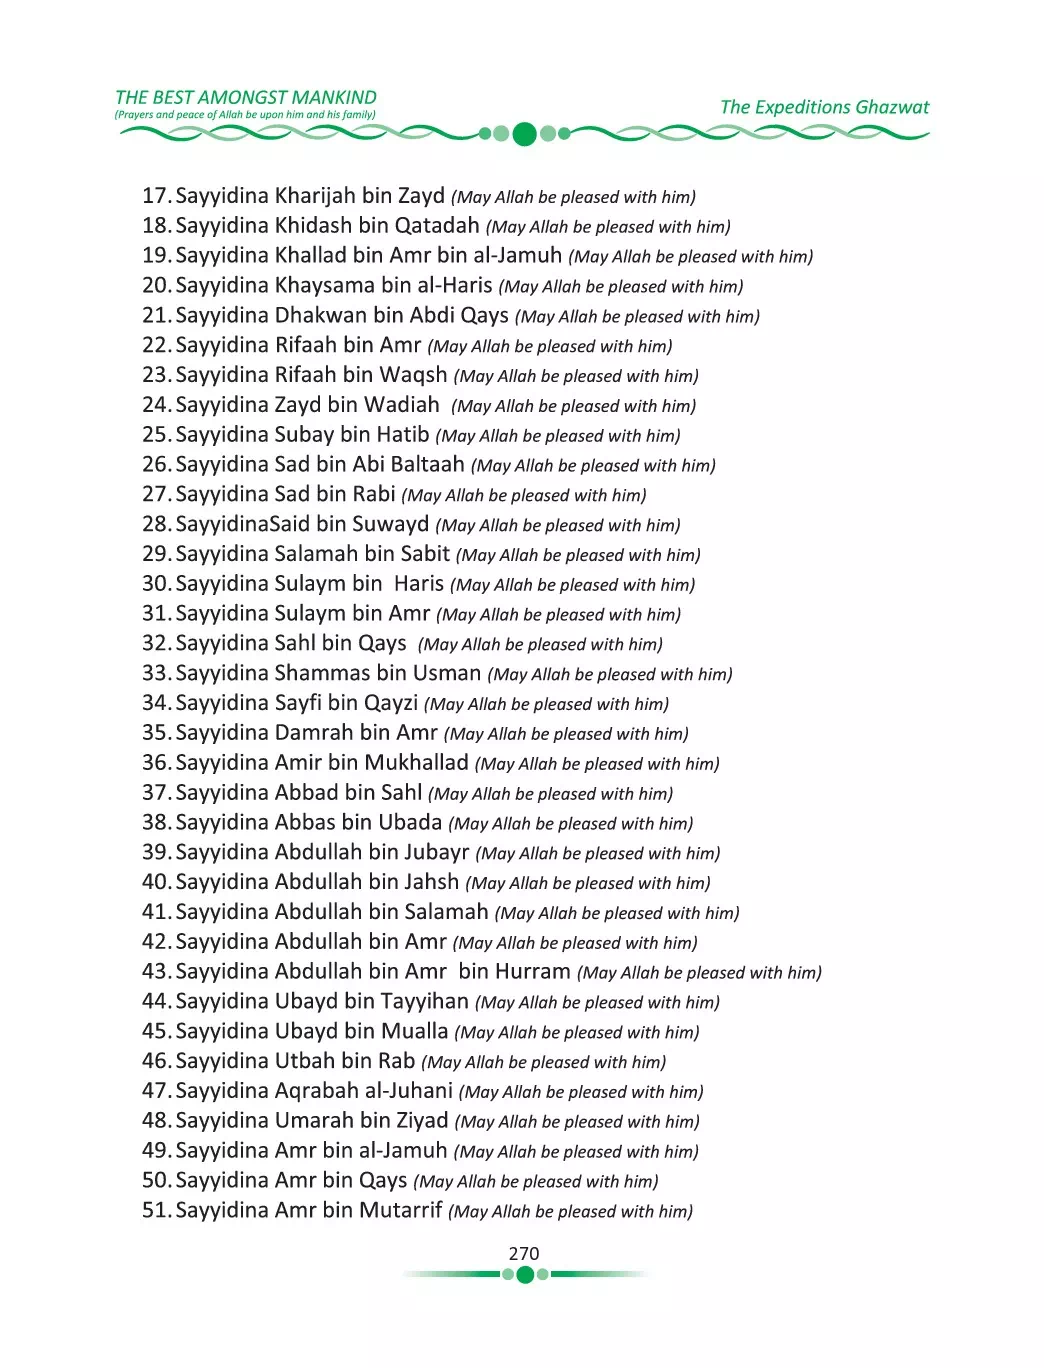 THE BEST AMONGST MANKIND
(Prayers and peace of Allah be upon him and his family)
The Expeditions Ghazwat
17. Sayyidina Kharijah bin Zayd (May Allah be pleased with him)
18. Sayyidina Khidash bin Qatadah (May Allah be pleased with him)
19. Sayyidina Khallad bin Amr bin al-Jamuh (May Allah be pleased with him)
20. Sayyidina Khaysama bin al-Haris (May Allah be pleased with him)
21. Sayyidina Dhakwan bin Abdi Qays (May Allah be pleased with him)
22. Sayyidina Rifaah bin Amr (May Allah be pleased with him)
23. Sayyidina Rifaah bin Waqsh (May Allah be pleased with him)
24. Sayyidina Zayd bin Wadiah (May Allah be pleased with him)
25. Sayyidina Subay bin Hatib (May Allah be pleased with him)
26. Sayyidina Sad bin Abi Baltaah (May Allah be pleased with him)
27. Sayyidina Sad bin Rabi (May Allah be pleased with him)
28. SayyidinaSaid bin Suwayd (May Allah be pleased with him)
29. Sayyidina Salamah bin Sabit (May Allah be pleased with him)
30. Sayyidina Sulaym bin Haris (May Allah be pleased with him)
31. Sayyidina Sulaym bin Amr (May Allah be pleased with him)
32. Sayyidina Sahl bin Qays (May Allah be pleased with him)
33. Sayyidina Shammas bin Usman (May Allah be pleased with him)
34. Sayyidina Sayfi bin Qayzi (May Allah be pleased with him)
35. Sayyidina Damrah bin Amr (May Allah be pleased with him)
36. Sayyidina Amir bin Mukhallad (May Allah be pleased with him)
37. Sayyidina Abbad bin Sahl (May Allah be pleased with him)
38. Sayyidina Abbas bin Ubada (May Allah be pleased with him)
39. Sayyidina Abdullah bin Jubayr (May Allah be pleased with him)
40. Sayyidina Abdullah bin Jahsh (May Allah be pleased with him)
41. Sayyidina Abdullah bin Salamah (May Allah be pleased with him)
42. Sayyidina Abdullah bin Amr (May Allah be pleased with him)
43. Sayyidina Abdullah bin Amr bin Hurram (May Allah be pleased with him)
44. Sayyidina Ubayd bin Tayyihan (May Allah be pleased with him)
45. Sayyidina Ubayd bin Mualla (May Allah be pleased with him)
46. Sayyidina Utbah bin Rab (May Allah be pleased with him)
47. Sayyidina Aqrabah al-Juhani (May Allah be pleased with him)
48. Sayyidina Umarah bin Ziyad (May Allah be pleased with him)
49. Sayyidina Amr bin al-Jamuh (May Allah be pleased with him)
50. Sayyidina Amr bin Qays (May Allah be pleased with him)
51. Sayyidina Amr bin Mutarrif (May Allah be pleased with him)
270